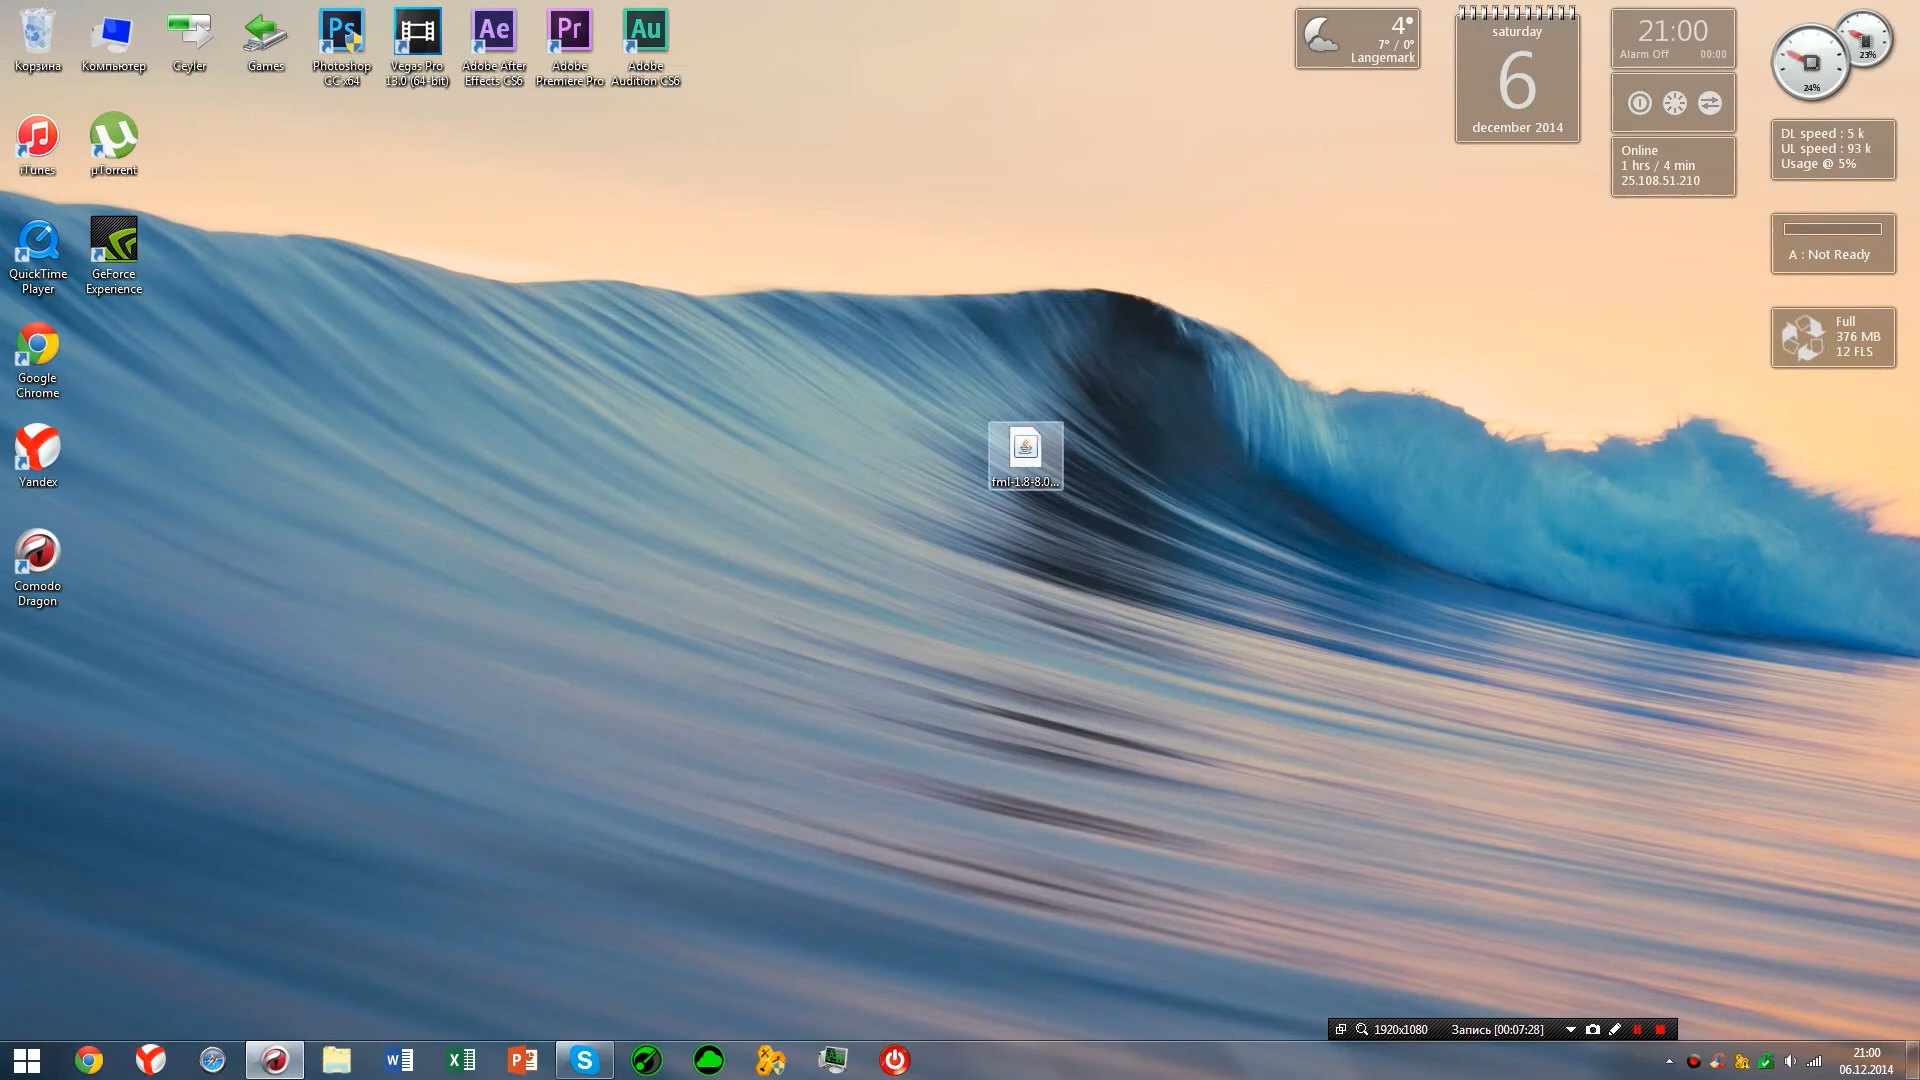 Корзина
Компьютер
Ceyler
Games
Ps
Photoshop
CC x64
Vegas Pro
13.0 (64-bit)
Ae
Adobe After
Effects CS6
Pr
Adobe
Premiere Pro
Au
Adobe
Audition CS6
iTunes
µTorrent
QuickTime
Player
GeForce
Experience
Google
Chrome
Yandex
Comodo
Dragon
fml-1.8-8.0...
4°
7° / 0°
Langemark
saturday
6
december 2014
21:00
Alarm Off 00:00
Online
1 hrs / 4 min
25.108.51.210
23%
24%
DL speed : 5 k
UL speed : 93 k
Usage @ 5%
A : Not Ready
Full
376 MB
12 FLS
1920x1080 Запись [00:07:28]
21:00
06.12.2014